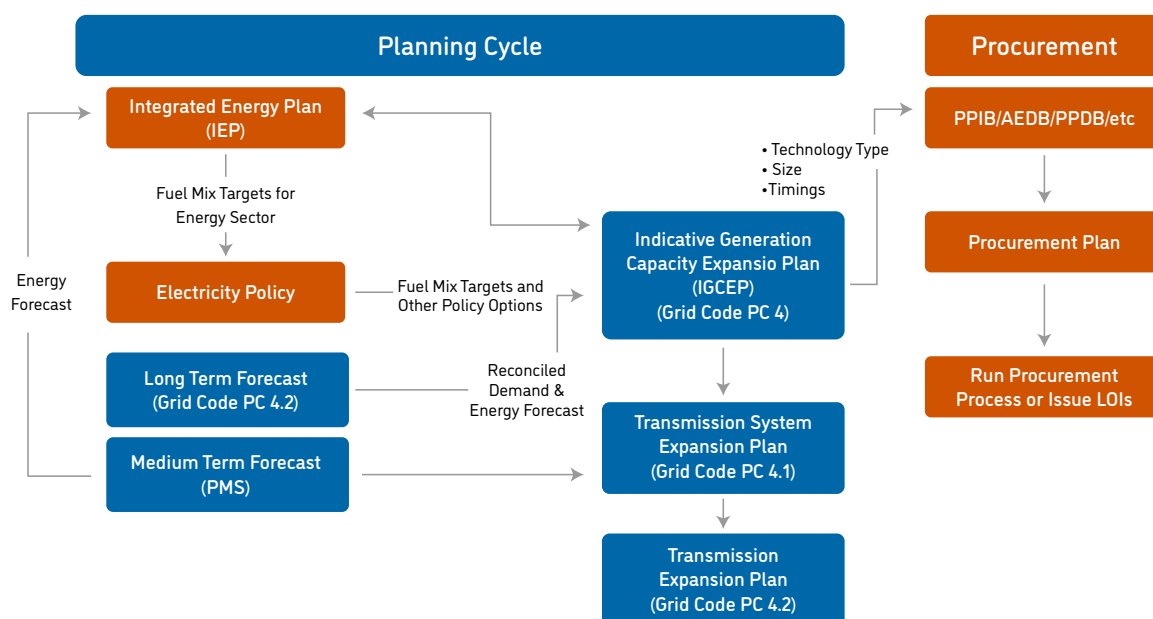 Planning Cycle
Procurement
Integrated Energy Plan
(IEP)
Fuel Mix Targets for
Energy Sector
Electricity Policy
Energy
Forecast
Fuel Mix Targets and
Other Policy Options
Long Term Forecast
(Grid Code PC 4.2)
Reconciled
Demand &
Energy Forecast
Medium Term Forecast
(PMS)
• Technology Type
• Size
•Timings
Indicative Generation
Capacity Expansio Plan
(IGCEP)
(Grid Code PC 4)
Transmission System
Expansion Plan
(Grid Code PC 4.1)
Transmission
Expansion Plan
(Grid Code PC 4.2)
PPIB/AEDB/PPDB/etc
Procurement Plan
Run Procurement
Process or Issue LOIs